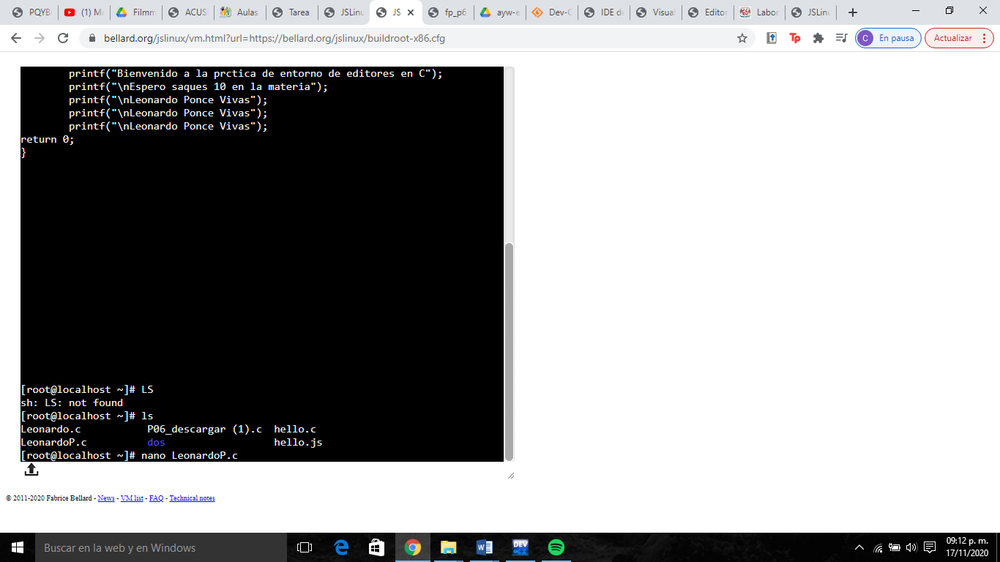 PQYB
(1) Mo
Filmm
ACUS
Aulas
Tarea
JSLinu
JS
fp_p6
ayw-e
Dev-C
IDE de
Visual
Editor
Labor
JSLinu
bellard.org/jslinux/vm.html?url=https://bellard.org/jslinux/buildroot-x86.cfg
Tp
C En pausa
Actualizar
printf("Bienvenido a la prctica de entorno de editores en C");
printf("\nEspero saques 10 en la materia");
printf("\nLeonardo Ponce Vivas");
printf("\nLeonardo Ponce Vivas");
printf("\nLeonardo Ponce Vivas");
return 0;
}
[root@localhost ~]# LS
sh: LS: not found
[root@localhost ~]# ls
Leonardo.c P06_descargar (1).c hello.c
LeonardoP.c dos hello.js
[root@localhost ~]# nano LeonardoP.c
© 2011-2020 Fabrice Bellard - News - VM list - FAQ - Technical notes
Buscar en la web y en Windows
DEV
09:12 p. m.
17/11/2020